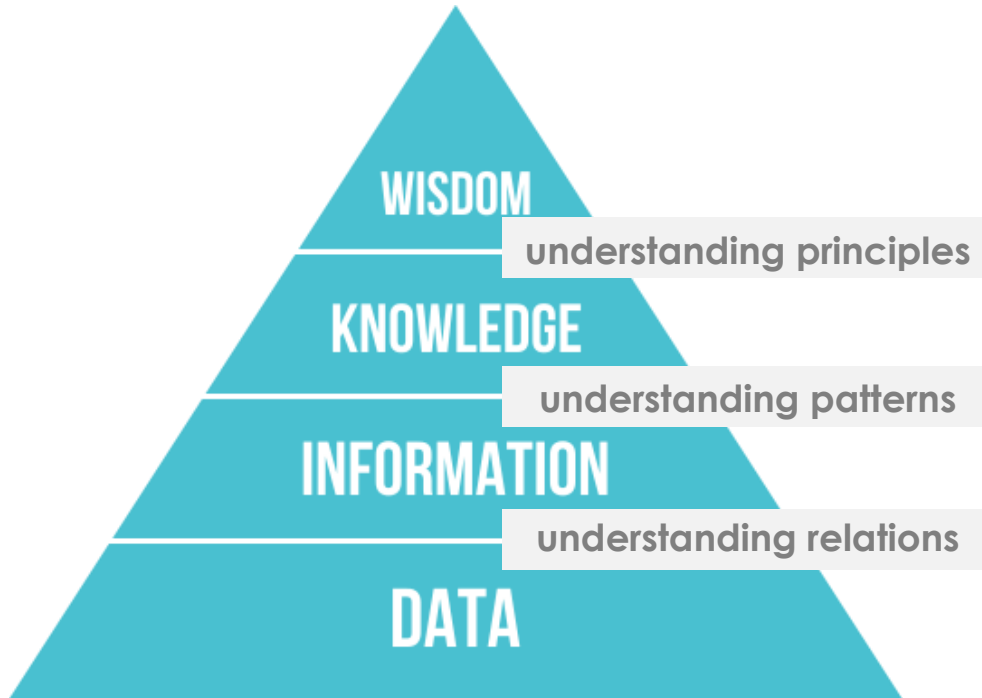 WISDOM
understanding principles
KNOWLEDGE
understanding patterns
INFORMATION
understanding relations
DATA